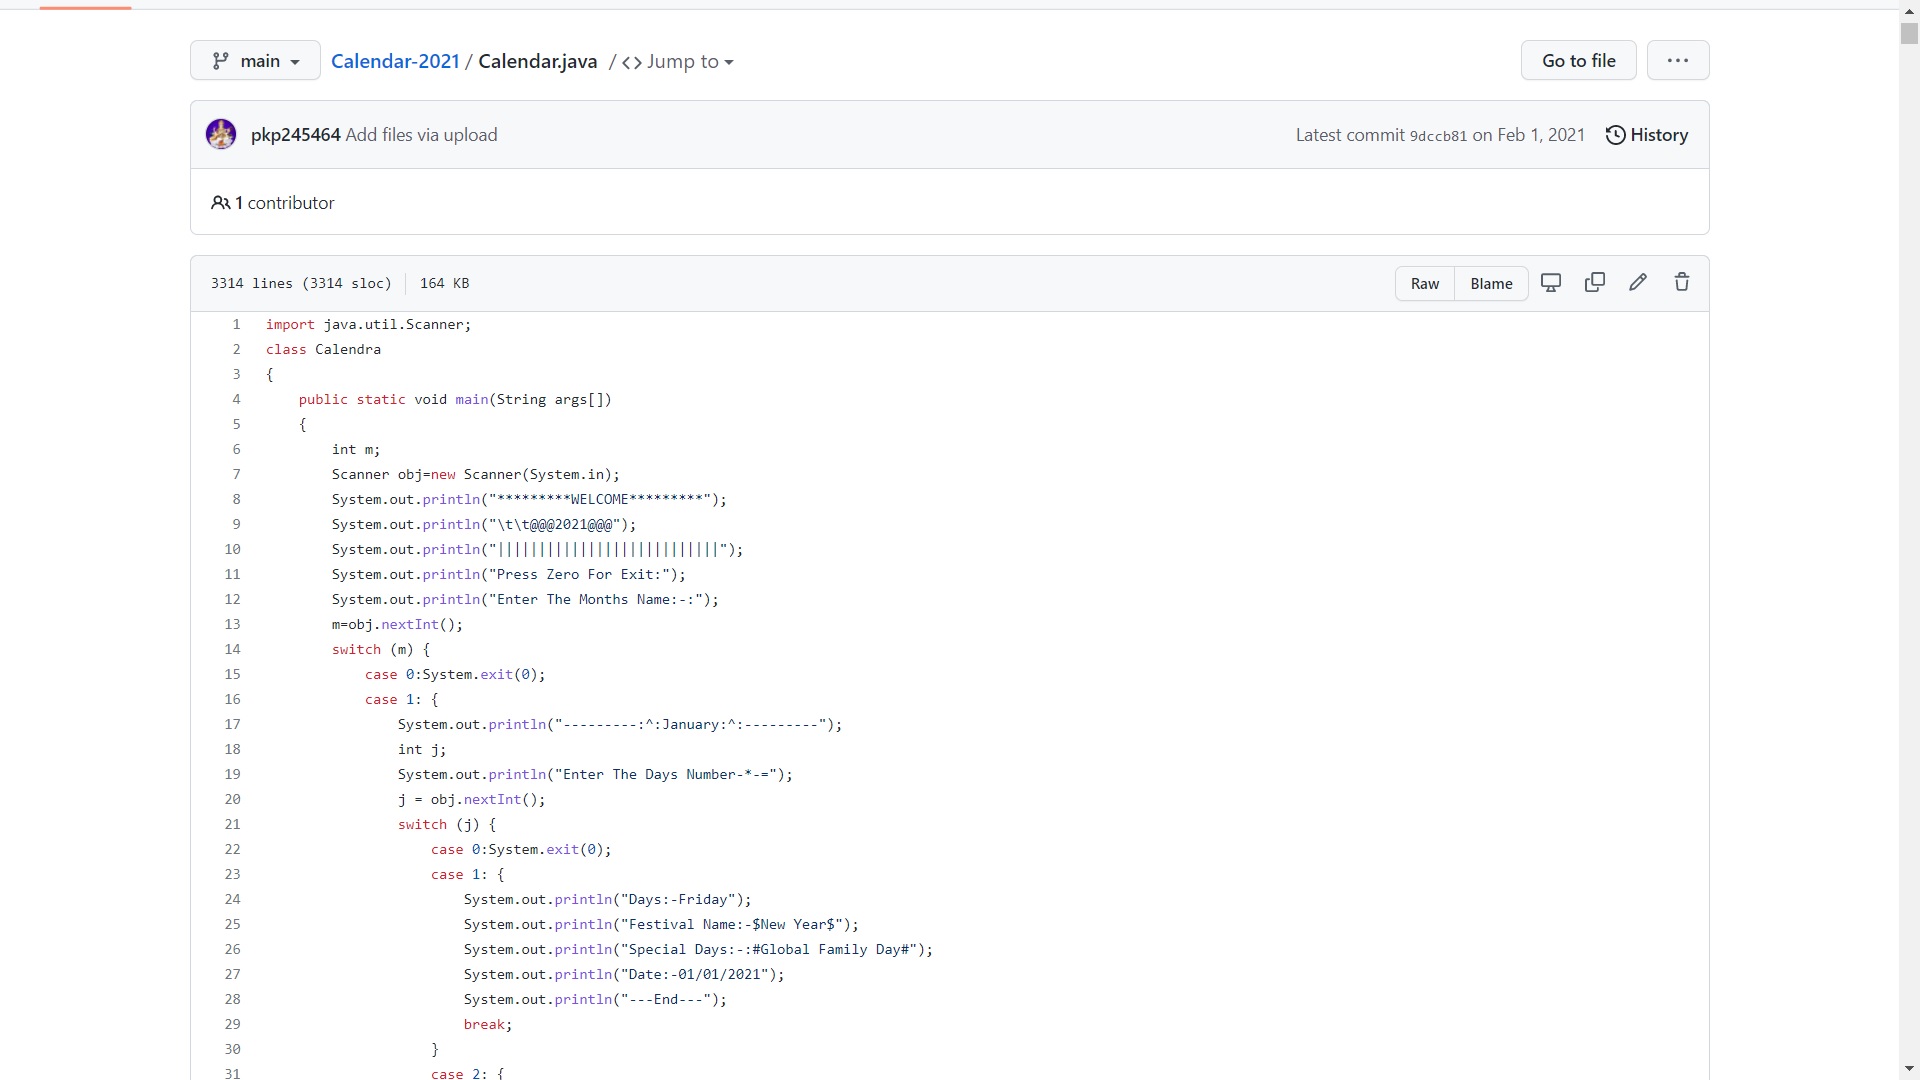 main Calendar-2021 / Calendar.java / <> Jump to Go to file ...
pkp245464 Add files via upload Latest commit 9dccb81 on Feb 1, 2021 History
1 contributor
3314 lines (3314 sloc) 164 KB Raw Blame
1 import java.util.Scanner;
2 class Calendra
3 {
4     public static void main(String args[])
5     {
6         int m;
7         Scanner obj=new Scanner(System.in);
8         System.out.println("*********WELCOME*********");
9         System.out.println("\t\t@@@2021@@@");
10         System.out.println("|||||||||||||||||||||||||||");
11         System.out.println("Press Zero For Exit:");
12         System.out.println("Enter The Months Name:-:");
13         m=obj.nextInt();
14         switch (m) {
15             case 0:System.exit(0);
16             case 1: {
17                 System.out.println("---------:^:January:^:---------");
18                 int j;
19                 System.out.println("Enter The Days Number-*-=");
20                 j = obj.nextInt();
21                 switch (j) {
22                     case 0:System.exit(0);
23                     case 1: {
24                         System.out.println("Days:-Friday");
25                         System.out.println("Festival Name:-$New Year$");
26                         System.out.println("Special Days:-:#Global Family Day#");
27                         System.out.println("Date:-01/01/2021");
28                         System.out.println("---End---");
29                         break;
30                     }
31                     case 2: {